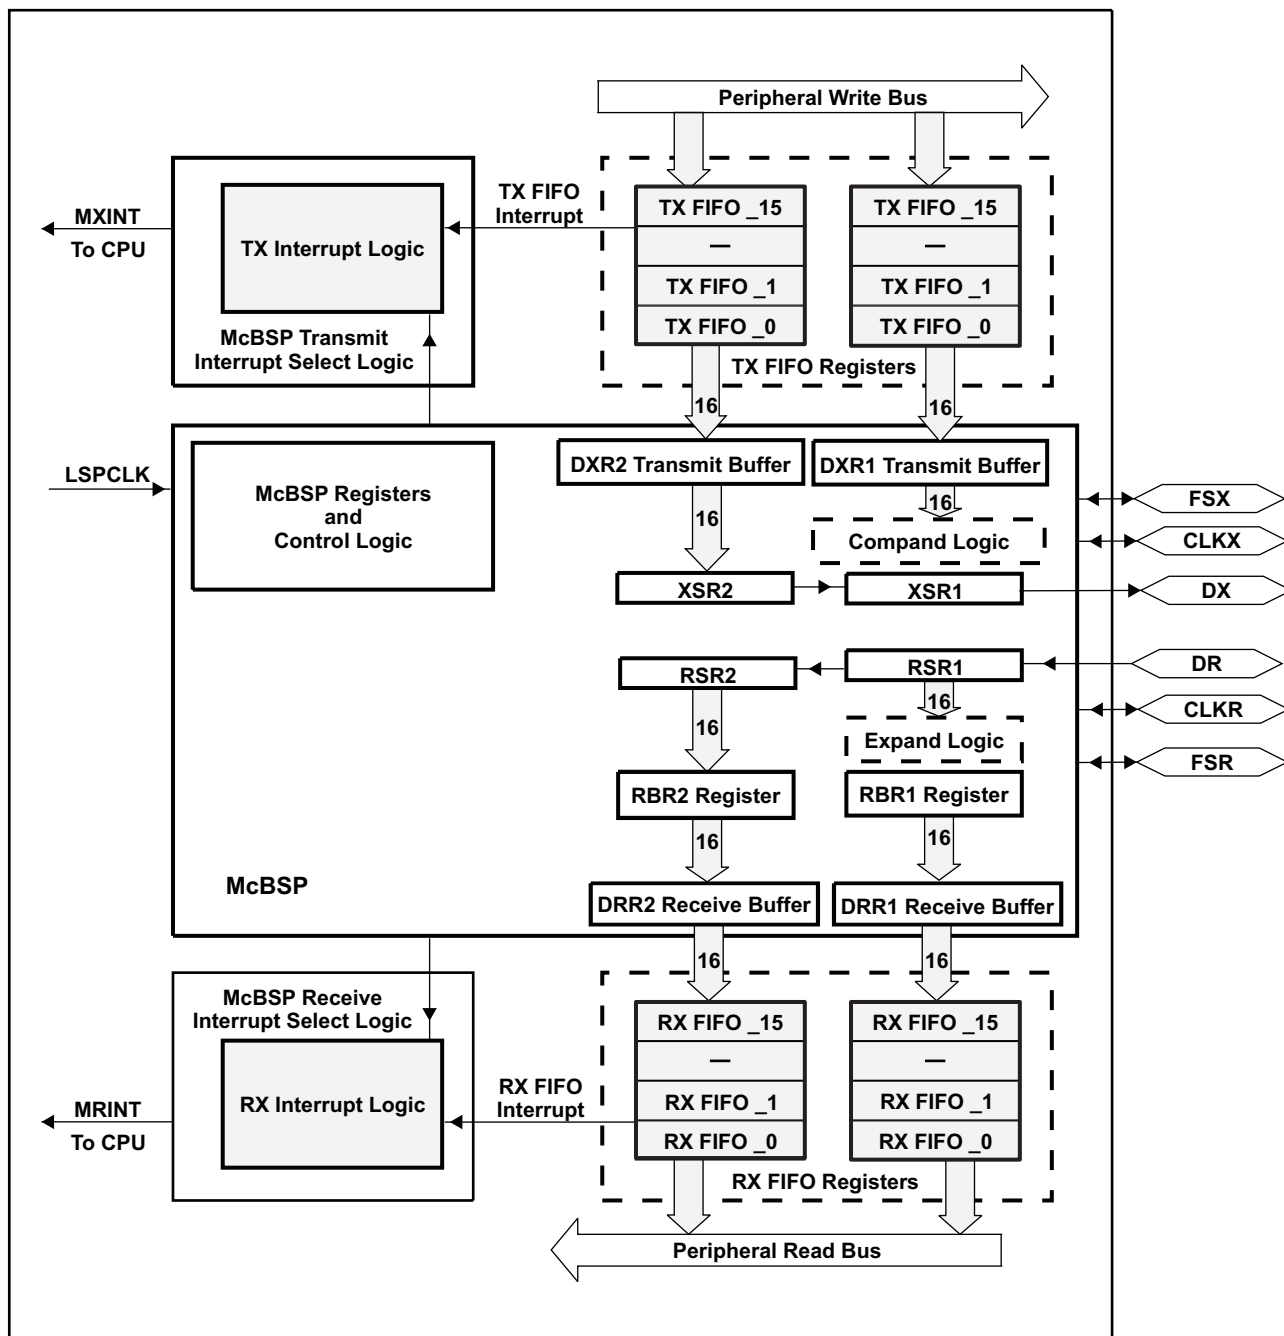 Peripheral Write Bus
TX FIFO
Interrupt
MXINT
To CPU
TX Interrupt Logic
McBSP Transmit
Interrupt Select Logic
TX FIFO _15
—
TX FIFO _1
TX FIFO _0
TX FIFO _15
—
TX FIFO _1
TX FIFO _0
TX FIFO Registers
16
16
LSPCLK
McBSP Registers
and
Control Logic
DXR2 Transmit Buffer
DXR1 Transmit Buffer
16
16
Compand Logic
XSR2
XSR1
FSX
CLKX
DX
DR
CLKR
FSR
RSR2
RSR1
16
16
Expand Logic
RBR2 Register
RBR1 Register
16
16
McBSP
DRR2 Receive Buffer
DRR1 Receive Buffer
16
16
McBSP Receive
Interrupt Select Logic
RX Interrupt Logic
MRINT
To CPU
RX FIFO
Interrupt
RX FIFO _15
—
RX FIFO _1
RX FIFO _0
RX FIFO _15
—
RX FIFO _1
RX FIFO _0
RX FIFO Registers
Peripheral Read Bus